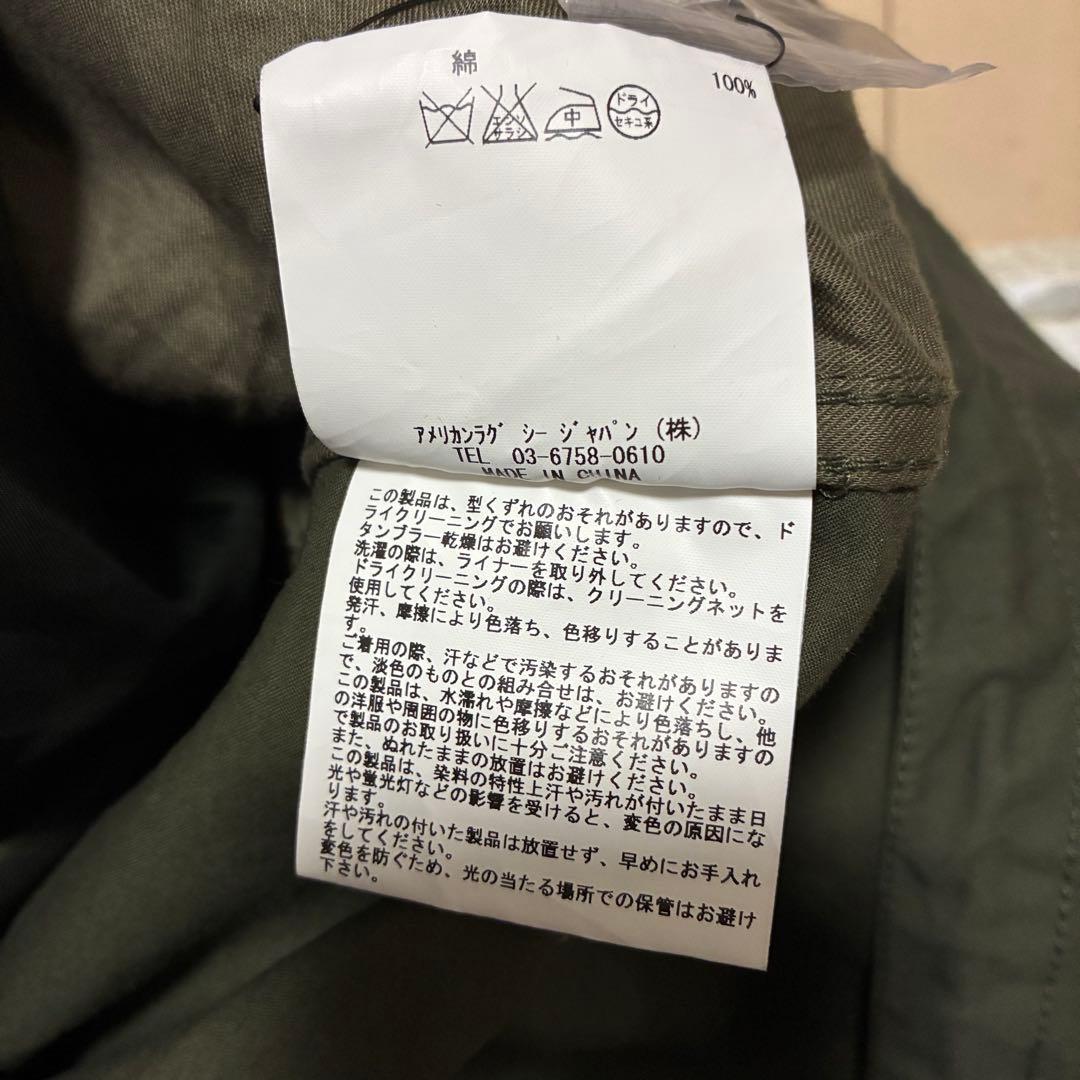 綿 100%
エンソ サラシ 中 ドライ セキユ系
アメリカンラグ シー ジャパン (株)
TEL 03-6758-0610
MADE IN CHINA
この製品は、型くずれのおそれがありますので、ド
ライクリーニングでお願いします。
タンブラー乾燥はお避けください。
洗濯の際は、ライナーを取り外してください。
ドライクリーニングの際は、クリーニングネットを
使用してください。
発汗、摩擦により色落ち、色移りすることがありま
す。
ご着用の際、汗などで汚染するおそれがありますの
で、淡色のものとの組み合せは、お避けください。
この製品は、水濡れや摩擦などにより色落ちし、他
の洋服や周囲の物に色移りするおそれがありますの
で製品のお取り扱いに十分ご注意ください。
また、ぬれたままの放置はお避けください。
この製品は、染料の特性上汗や汚れが付いたまま日
光や蛍光灯などの影響を受けると、変色の原因にな
ります。
汗や汚れの付いた製品は放置せず、早めにお手入れ
をしてください。
変色を防ぐため、光の当たる場所での保管はお避け
下さい。